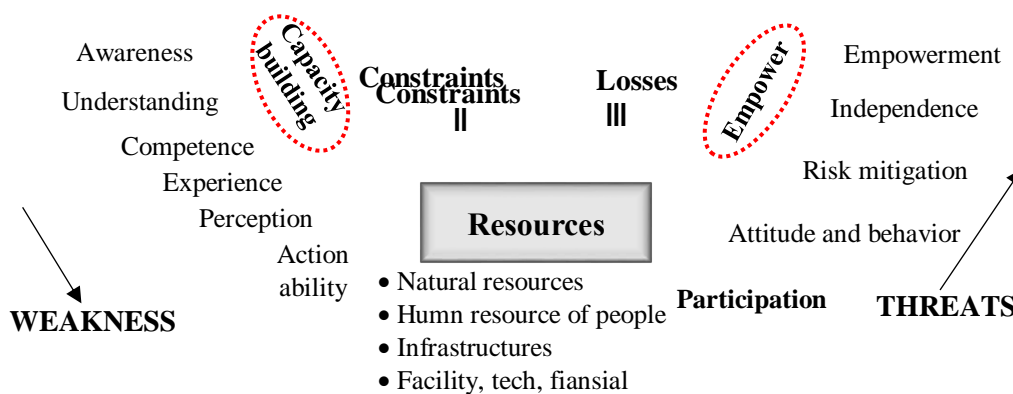 Awareness
Understanding
Competence
Experience
Perception
Action
ability
WEAKNESS
Capacity
building
Constraints
Constraints
II
Losses
III
Resources
• Natural resources
• Humn resource of people
• Infrastructures
• Facility, tech, fiansial
Participation
Empower
Empowerment
Independence
Risk mitigation
Attitude and behavior
THREATS